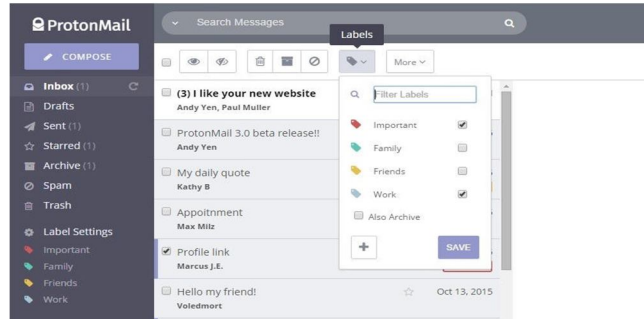 ProtonMail
Search Messages
Labels
COMPOSE
More
Inbox (1)
Drafts
Sent (1)
Starred (1)
Archive (1)
Spam
Trash
Label Settings
Important
Family
Friends
Work
(3) I like your new website
Andy Yen, Paul Muller
ProtonMail 3.0 beta release!!
Andy Yen
My daily quote
Kathy B
Appoitnment
Max Milz
Profile link
Marcus J.E.
Hello my friend!
Oct 13, 2015
Voledmort
Filter Labels
Important
Family
Friends
Work
Also Archive
SAVE